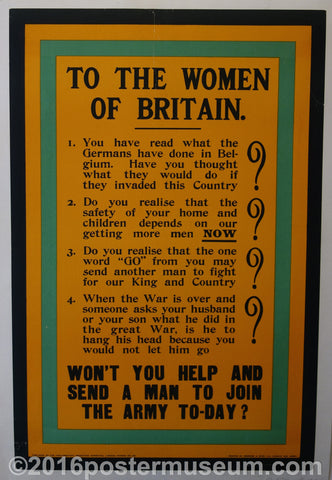 TO THE WOMEN
OF BRITAIN.
1. You have read what the
Germans have done in Bel-
gium. Have you thought
what they would do if
they invaded this Country ?
2. Do you realise that the
safety of your home and
children depends on our
getting more men NOW ?
3. Do you realise that the one
word "GO" from you may
send another man to fight
for our King and Country ?
4. When the War is over and
someone asks your husband
or your son what he did in
the great War, is he to
hang his head because you
would not let him go ?
WON'T YOU HELP AND
SEND A MAN TO JOIN
THE ARMY TO-DAY?
©2016postermuseum.com